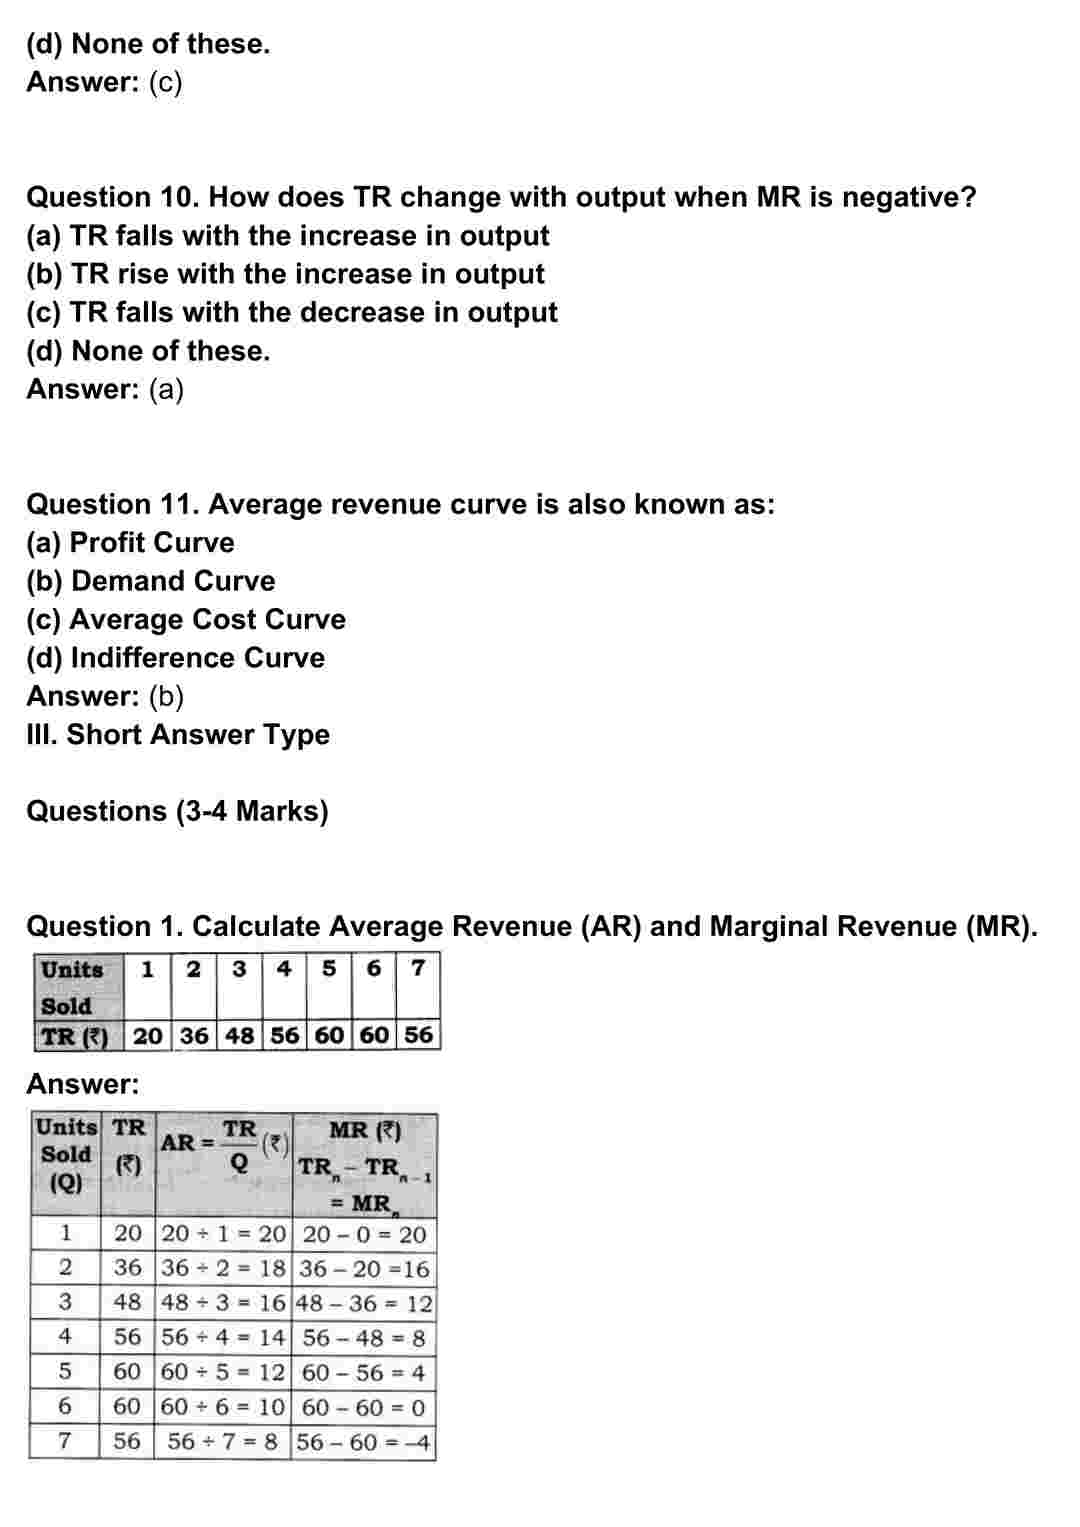 (d) None of these.
Answer: (c)
Question 10. How does TR change with output when MR is negative?
(a) TR falls with the increase in output
(b) TR rise with the increase in output
(c) TR falls with the decrease in output
(d) None of these.
Answer: (a)
Question 11. Average revenue curve is also known as:
(a) Profit Curve
(b) Demand Curve
(c) Average Cost Curve
(d) Indifference Curve
Answer: (b)
III. Short Answer Type
Questions (3-4 Marks)
Question 1. Calculate Average Revenue (AR) and Marginal Revenue (MR).
Units Sold 1 2 3 4 5 6 7
TR (₹) 20 36 48 56 60 60 56
Answer:
Units Sold (Q) TR (₹) AR = TR/Q (₹) MR (₹) TRn – TRn – 1 = MRn
1 20 20 ÷ 1 = 20 20 – 0 = 20
2 36 36 ÷ 2 = 18 36 – 20 =16
3 48 48 ÷ 3 = 16 48 – 36 = 12
4 56 56 ÷ 4 = 14 56 – 48 = 8
5 60 60 ÷ 5 = 12 60 – 56 = 4
6 60 60 ÷ 6 = 10 60 – 60 = 0
7 56 56 ÷ 7 = 8 56 – 60 = –4